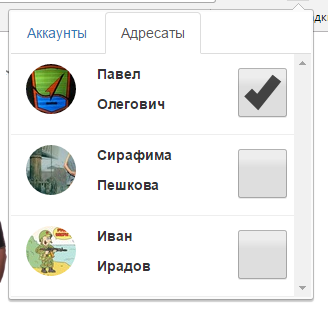 Аккаунты Адресаты
Павел
Олегович
Сирафима
Пешкова
Иван
Ирадов